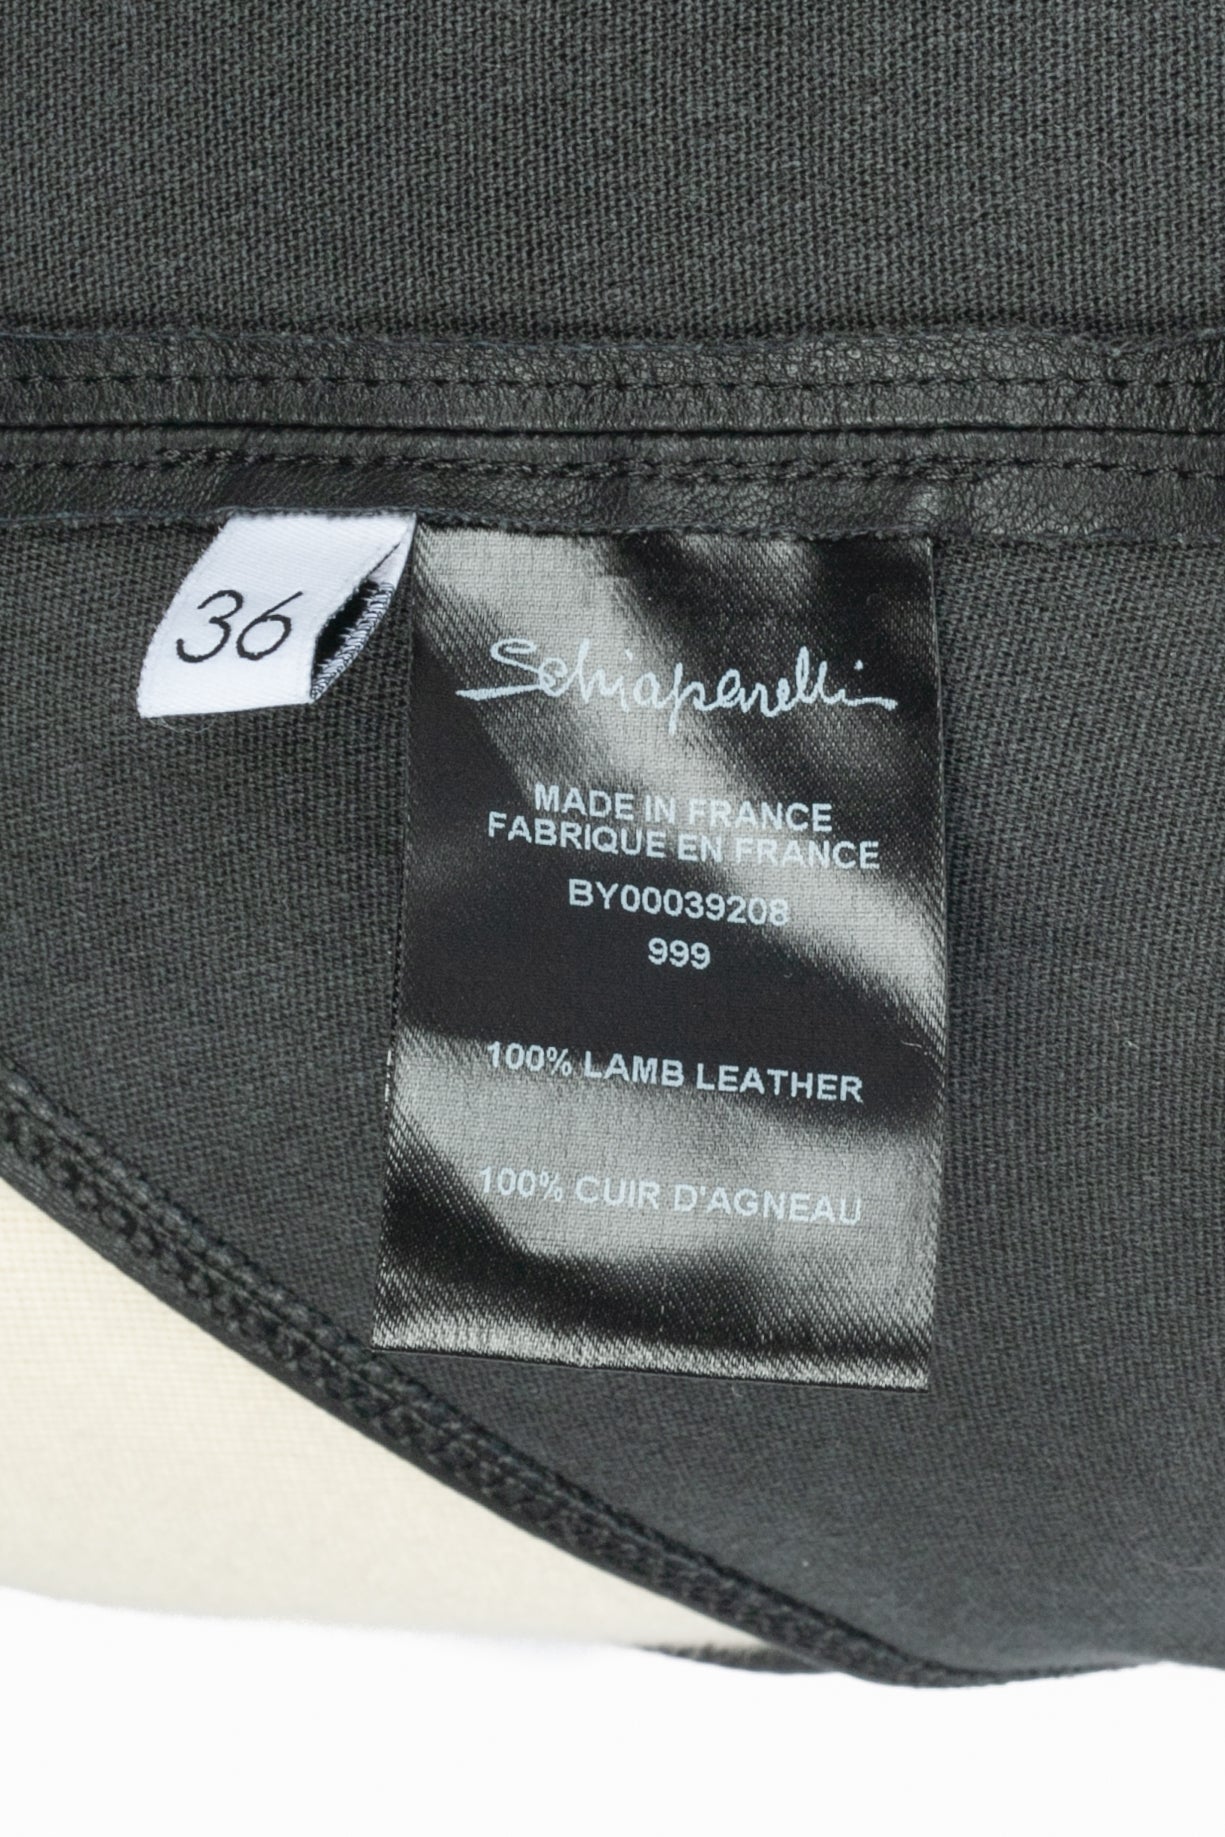 36
Schiaparelli
MADE IN FRANCE
FABRIQUE EN FRANCE
BY00039208
999
100% LAMB LEATHER
100% CUIR D'AGNEAU